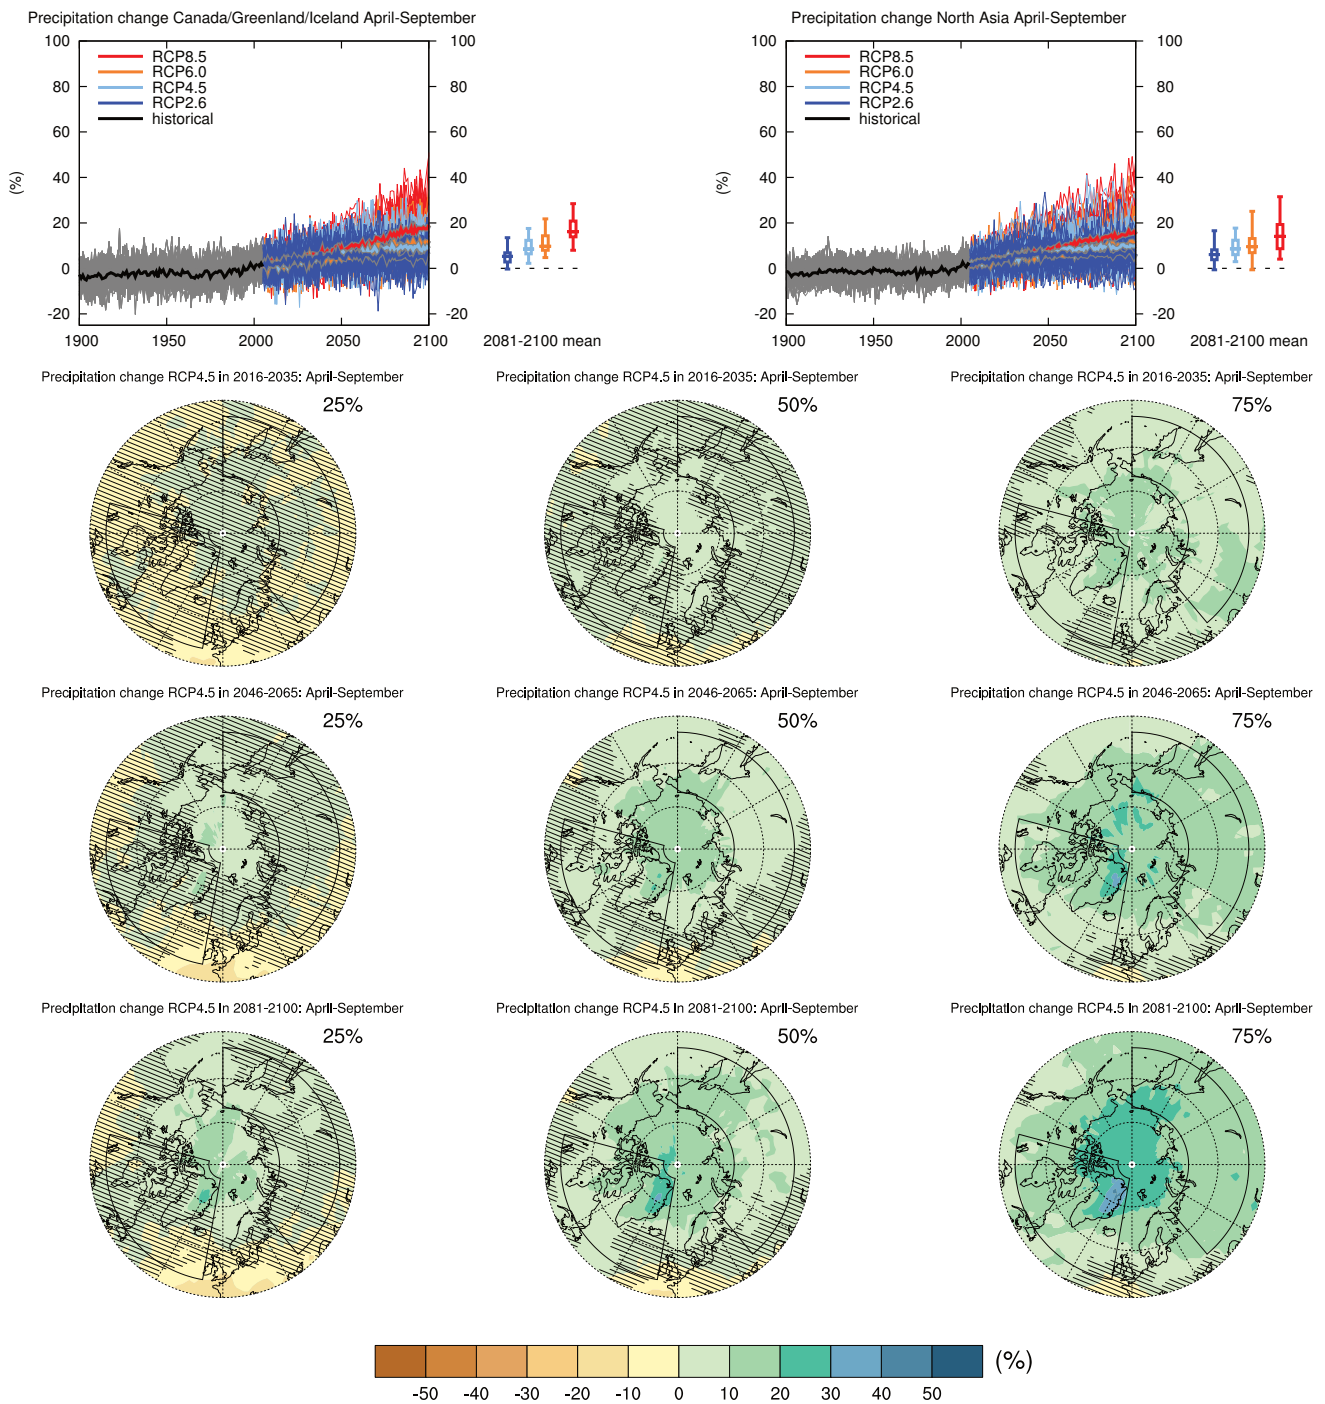 Precipitation change Canada/Greenland/Iceland April-September
100
80
60
40
20
0
-20
(%)
RCP8.5
RCP6.0
RCP4.5
RCP2.6
historical
100
80
60
40
20
0
-20
1900 1950 2000 2050 2100
2081-2100 mean
Precipitation change North Asia April-September
100
80
60
40
20
0
-20
(%)
RCP8.5
RCP6.0
RCP4.5
RCP2.6
historical
100
80
60
40
20
0
-20
1900 1950 2000 2050 2100
2081-2100 mean
Precipitation change RCP4.5 in 2016-2035: April-September
25%
Precipitation change RCP4.5 in 2016-2035: April-September
50%
Precipitation change RCP4.5 in 2016-2035: April-September
75%
Precipitation change RCP4.5 in 2046-2065: April-September
25%
Precipitation change RCP4.5 in 2046-2065: April-September
50%
Precipitation change RCP4.5 in 2046-2065: April-September
75%
Precipitation change RCP4.5 in 2081-2100: April-September
25%
Precipitation change RCP4.5 in 2081-2100: April-September
50%
Precipitation change RCP4.5 in 2081-2100: April-September
75%
(%)
-50 -40 -30 -20 -10 0 10 20 30 40 50